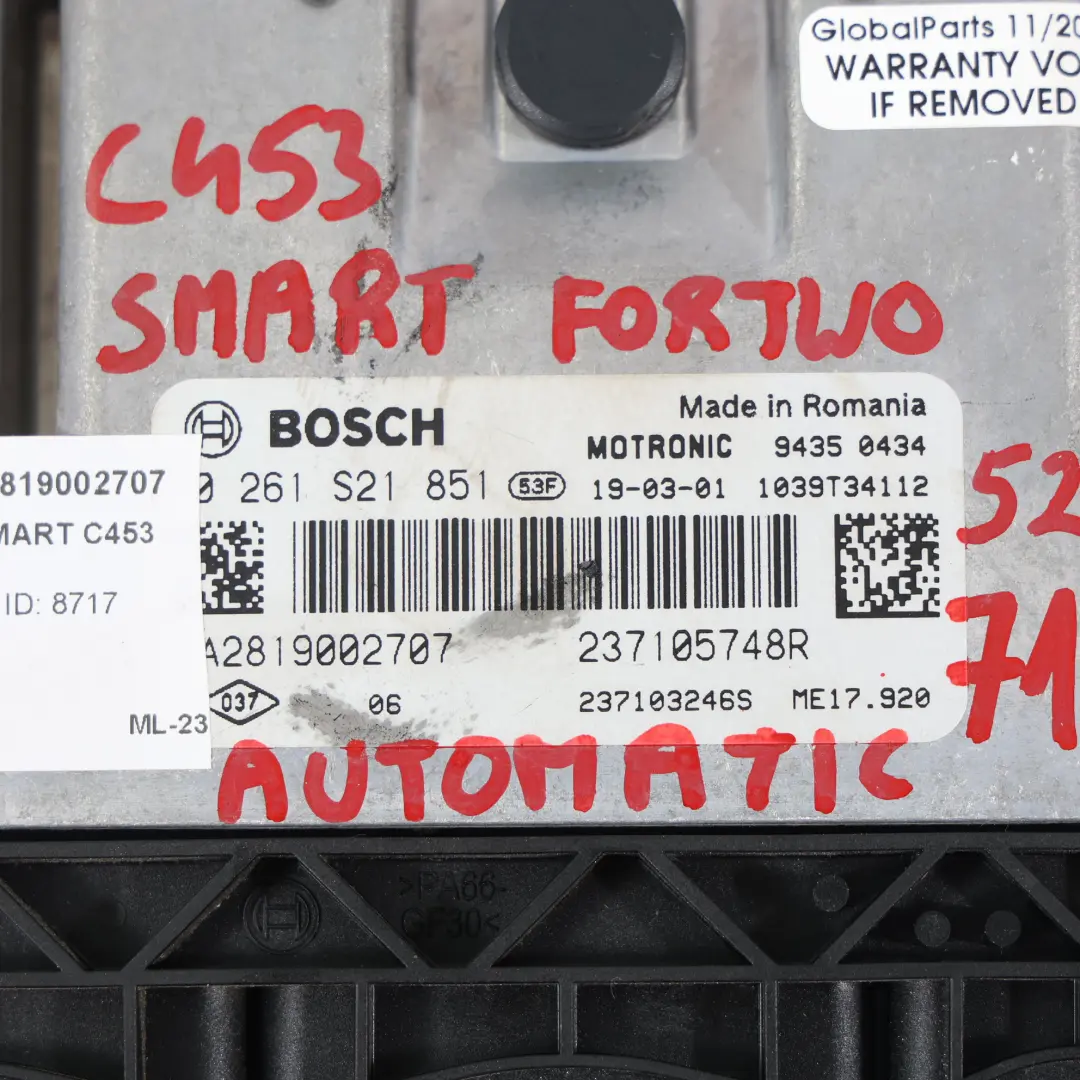 GlobalParts 11/20
WARRANTY VO
IF REMOVED
C453
SMART FORTWO
BOSCH
Made in Romania
MOTRONIC 9435 0434
0 261 S21 851 53F 19-03-01 1039T34112
A2819002707 237105748R
037 06 237103246S ME17.920
819002707
MART C453
ID: 8717
ML-23
52
71
AUTOMATIC
>PA66-
GF30<